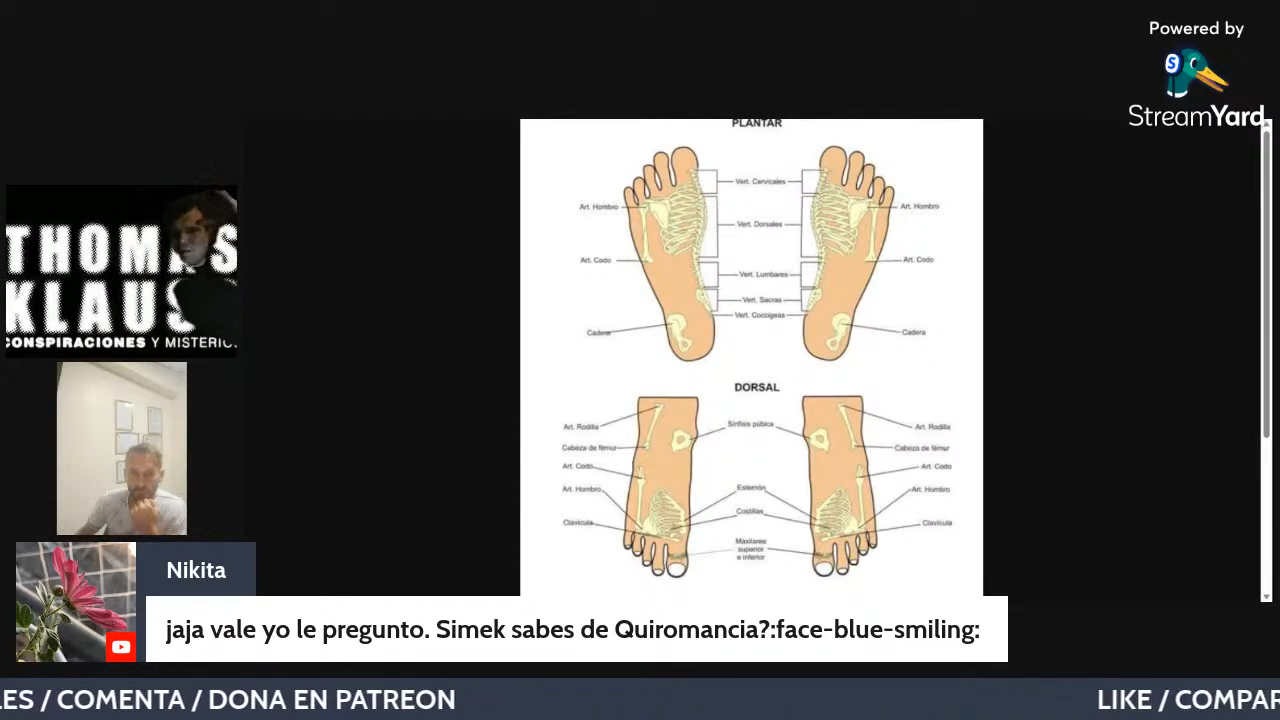 Powered by
StreamYard
PLANTAR
Vert. Cervicales
Art. Hombro
Art. Hombro
Vert. Dorsales
Art. Codo
Art. Codo
Vert. Lumbares
Vert. Sacras
Vert. Coccigeas
Cadera
Cadera
DORSAL
Art. Rodilla
Sínfisis púbica
Art. Rodilla
Cabeza de fémur
Cabeza de fémur
Art. Codo
Art. Codo
Art. Hombro
Esternón
Art. Hombro
Costillas
Clavícula
Clavícula
Maxilares
superior
e inferior
CONSPIRACIONES Y MISTERIO
Nikita
jaja vale yo le pregunto. Simek sabes de Quiromancia?:face-blue-smiling:
LES / COMENTA / DONA EN PATREON
LIKE / COMPAR